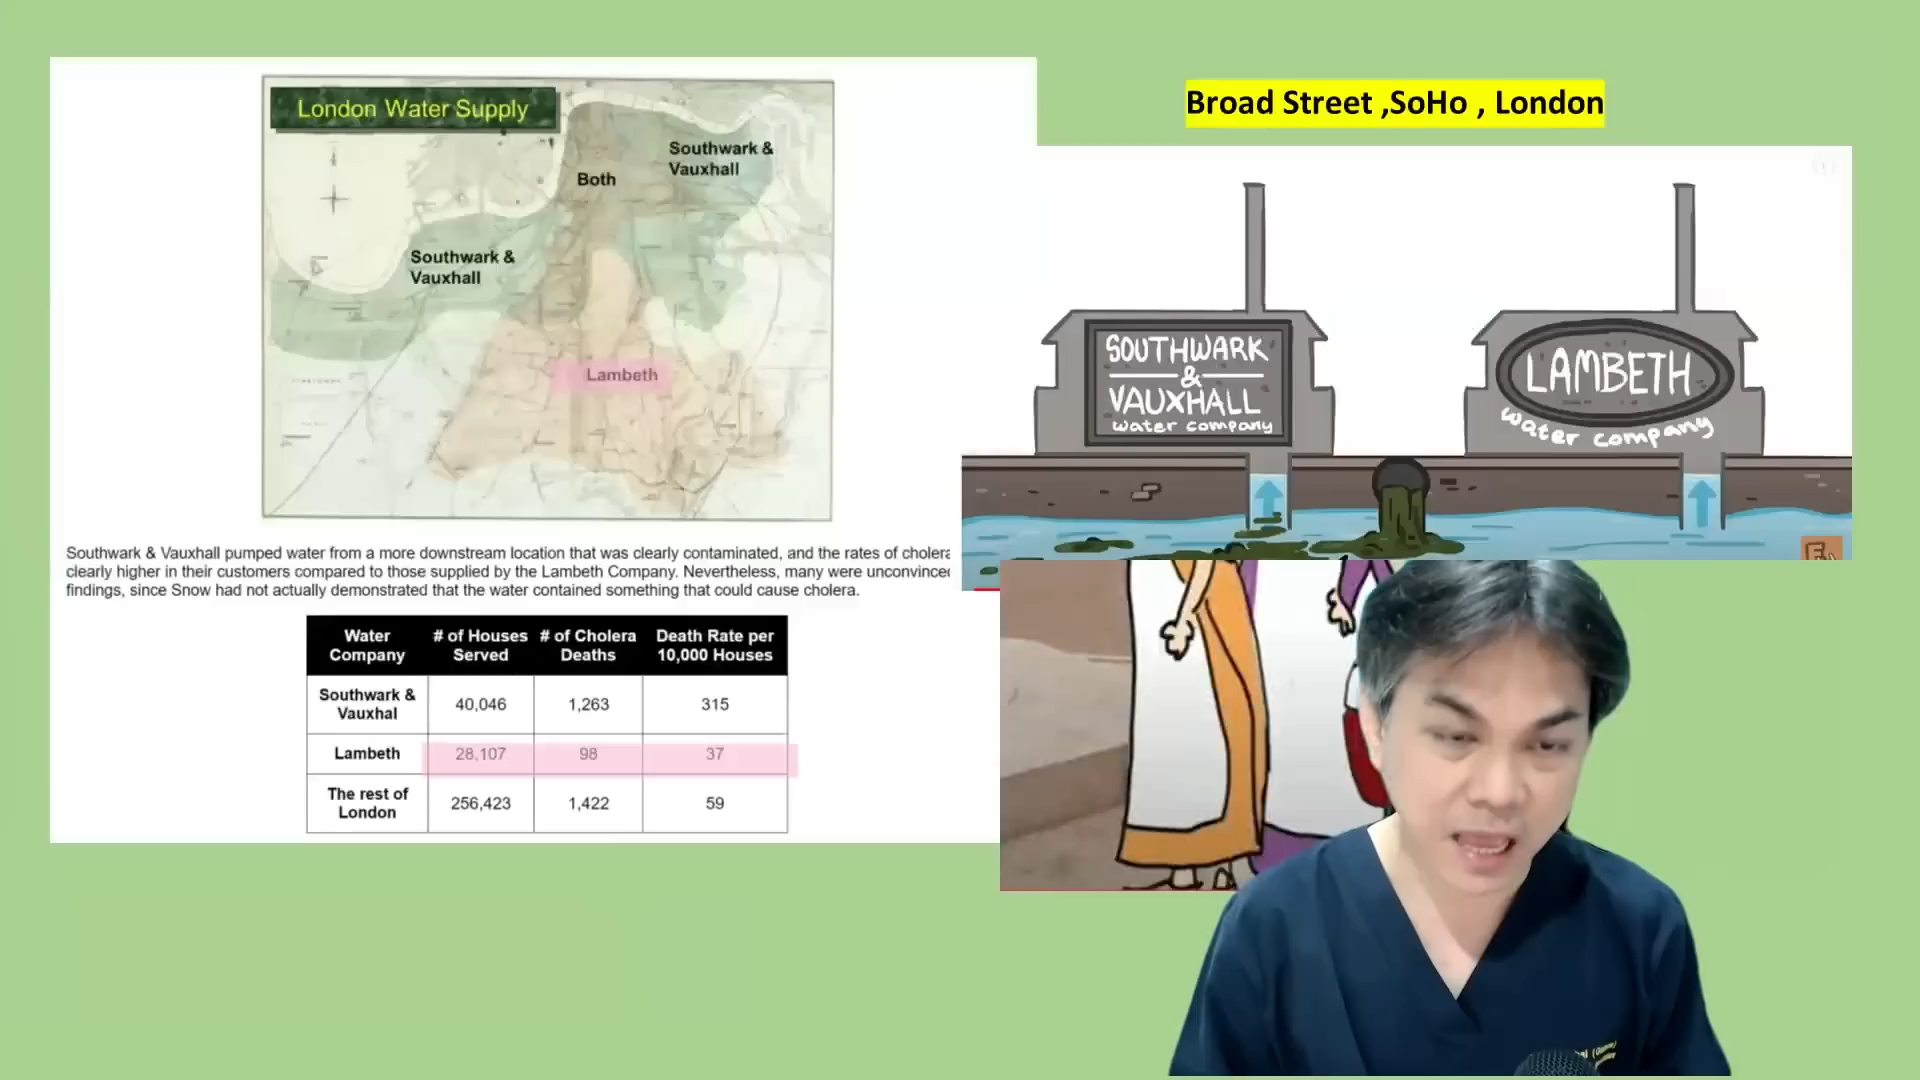 London Water Supply
Southwark &
Vauxhall
Both
Southwark &
Vauxhall
Lambeth
Southwark & Vauxhall pumped water from a more downstream location that was clearly contaminated, and the rates of cholera
clearly higher in their customers compared to those supplied by the Lambeth Company. Nevertheless, many were unconvinced
findings, since Snow had not actually demonstrated that the water contained something that could cause cholera.
Water Company # of Houses Served # of Cholera Deaths Death Rate per 10,000 Houses
Southwark & Vauxhal 40,046 1,263 315
Lambeth 28,107 98 37
The rest of London 256,423 1,422 59
Broad Street ,SoHo , London
SOUTHWARK
&
VAUXHALL
water company
LAMBETH
water company